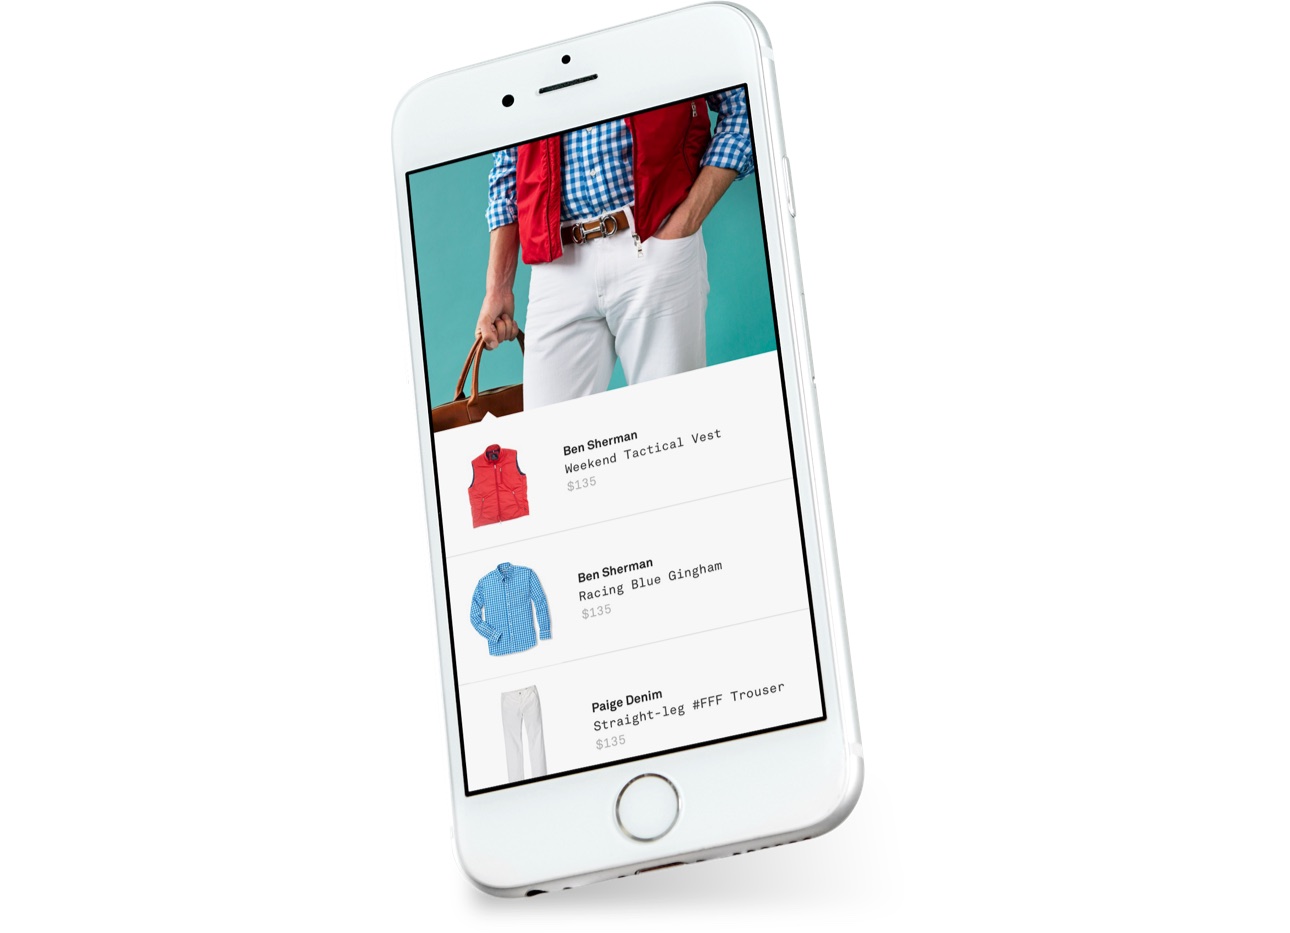 Ben Sherman
Weekend Tactical Vest
$135
Ben Sherman
Racing Blue Gingham
$135
Paige Denim
Straight-leg #FFF Trouser
$135